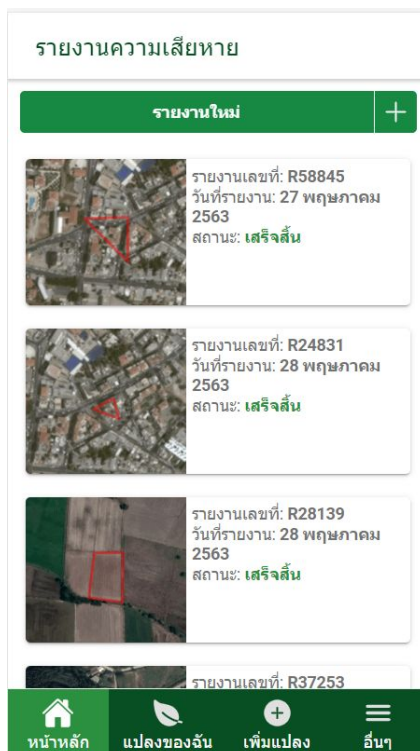 รายงานความเสียหาย
รายงานใหม่
รายงานเลขที่: R58845
วันที่รายงาน: 27 พฤษภาคม
2563
สถานะ: เสร็จสิ้น
รายงานเลขที่: R24831
วันที่รายงาน: 28 พฤษภาคม
2563
สถานะ: เสร็จสิ้น
รายงานเลขที่: R28139
วันที่รายงาน: 28 พฤษภาคม
2563
สถานะ: เสร็จสิ้น
รายงานเลขที่: R37253
หน้าหลัก
แปลงของฉัน
เพิ่มแปลง
อื่นๆ